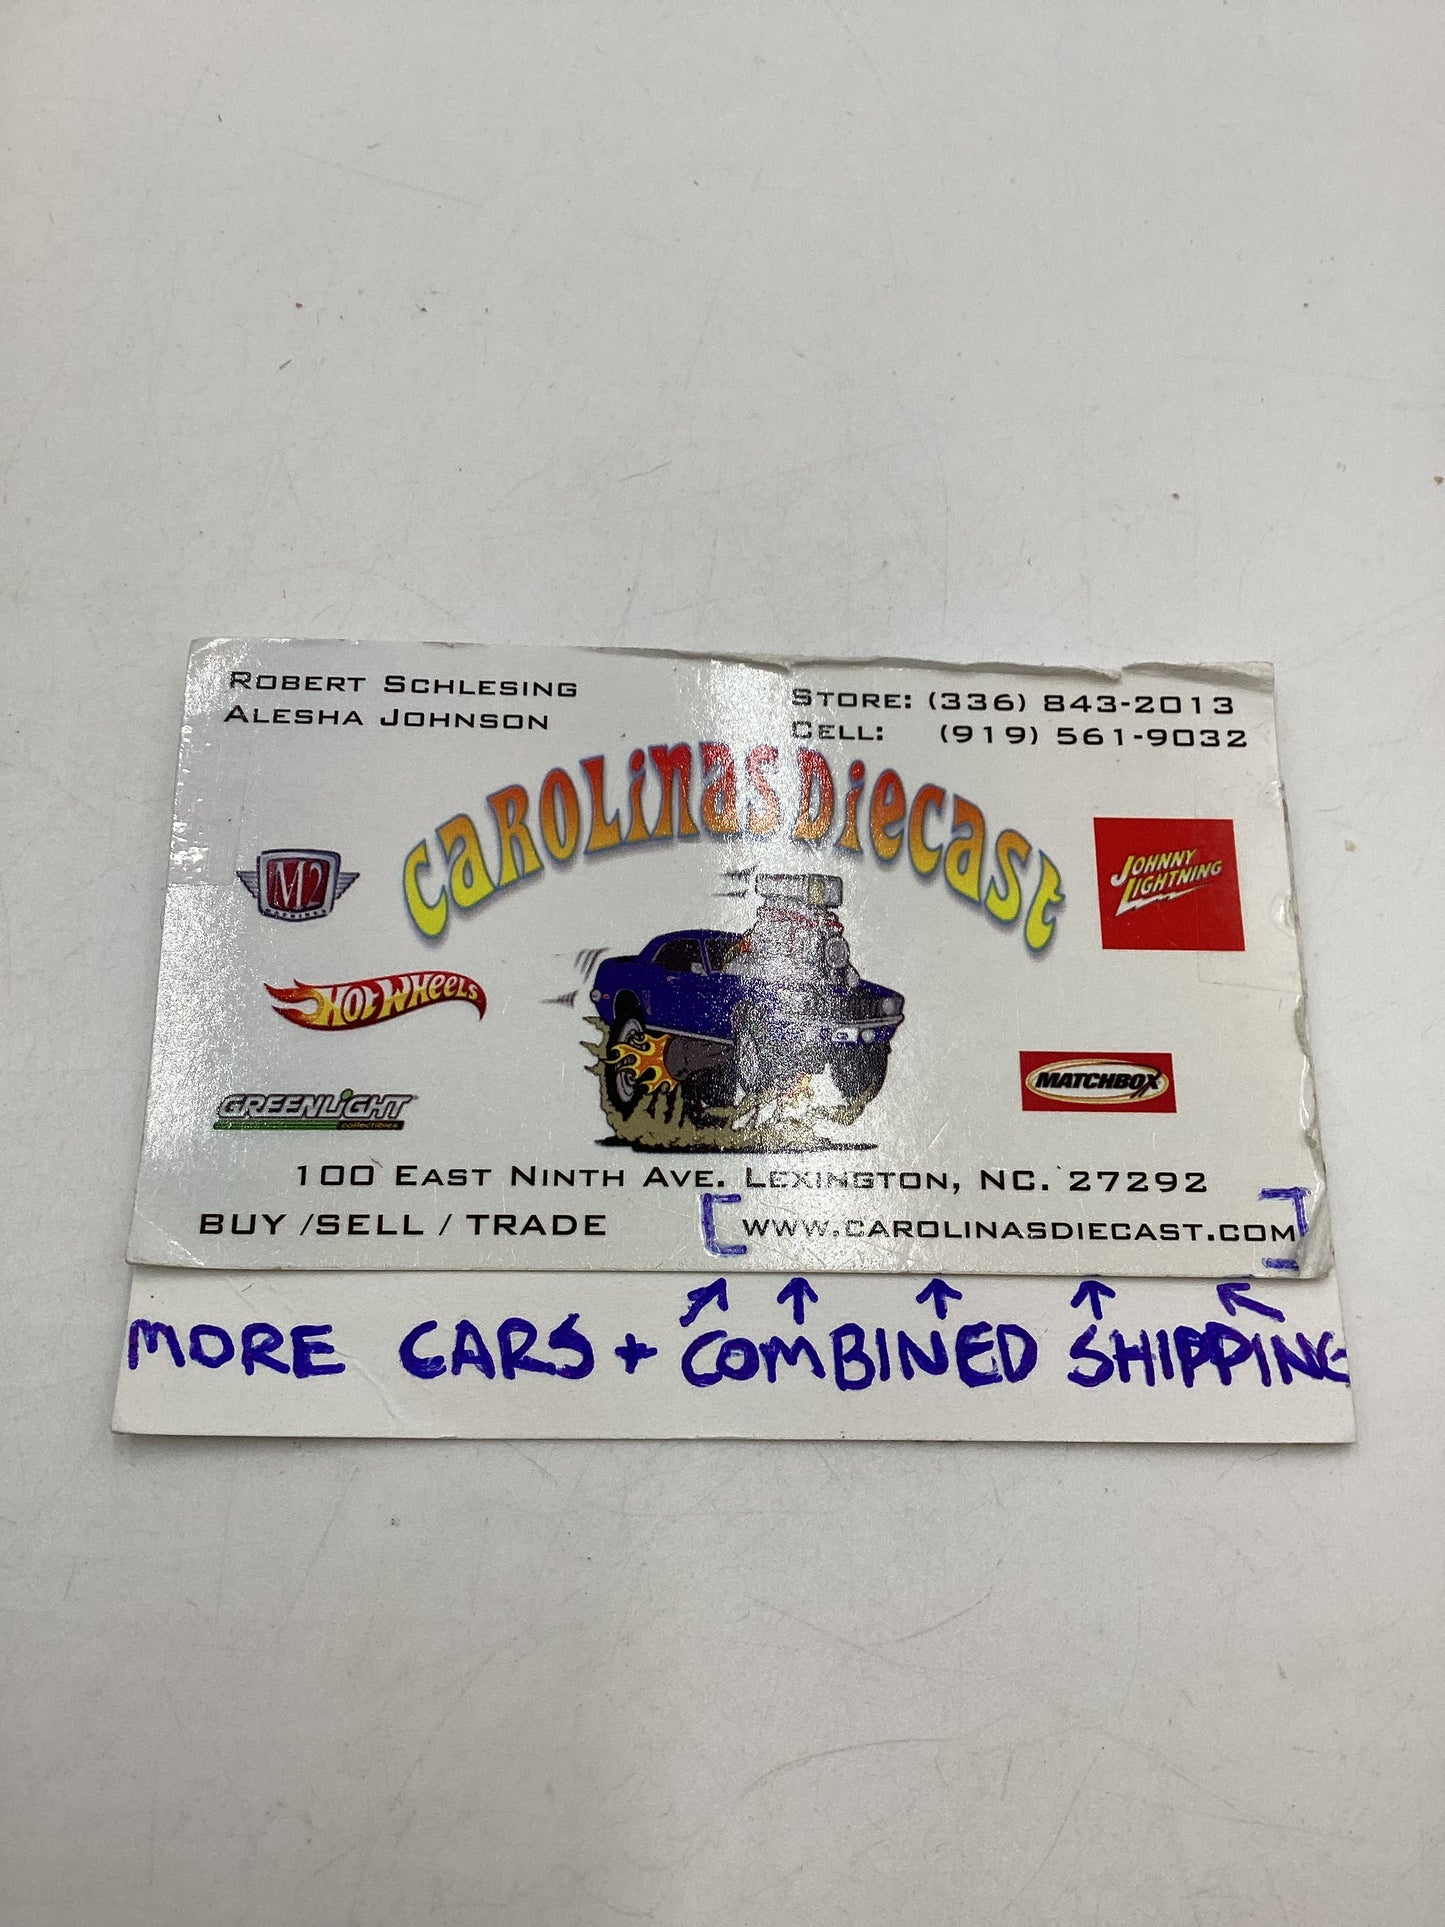 ROBERT SCHLESING
ALESHA JOHNSON
STORE: (336) 843-2013
CELL: (919) 561-9032
CAROLINAS DIECAST
M2
MACHINES
JOHNNY
LIGHTNING
HOT WHEELS
MATCHBOX
GREENLIGHT
collectibles
100 EAST NINTH AVE. LEXINGTON, NC. 27292
BUY /SELL / TRADE
[WWW.CAROLINASDIECAST.COM]
↗ ↑ ↑ ↑ ↖
MORE CARS + COMBINED SHIPPING